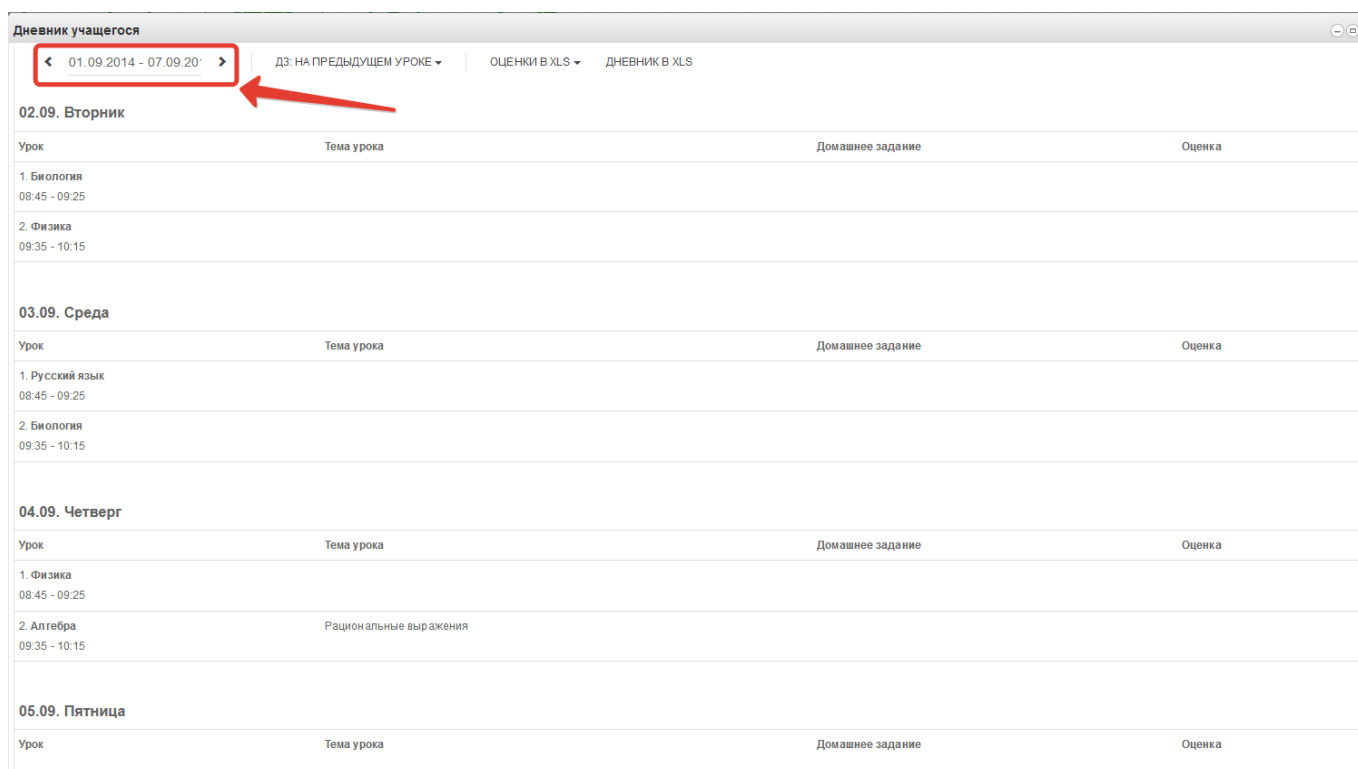 Дневник учащегося
01.09.2014 - 07.09.20 ДЗ: НА ПРЕДЫДУЩЕМ УРОКЕ ОЦЕНКИ В XLS ДНЕВНИК В XLS
02.09. Вторник
Урок Тема урока Домашнее задание Оценка
1. Биология
08:45 - 09:25
2. Физика
09:35 - 10:15
03.09. Среда
Урок Тема урока Домашнее задание Оценка
1. Русский язык
08:45 - 09:25
2. Биология
09:35 - 10:15
04.09. Четверг
Урок Тема урока Домашнее задание Оценка
1. Физика
08:45 - 09:25
2. Алгебра Рациональные выражения
09:35 - 10:15
05.09. Пятница
Урок Тема урока Домашнее задание Оценка